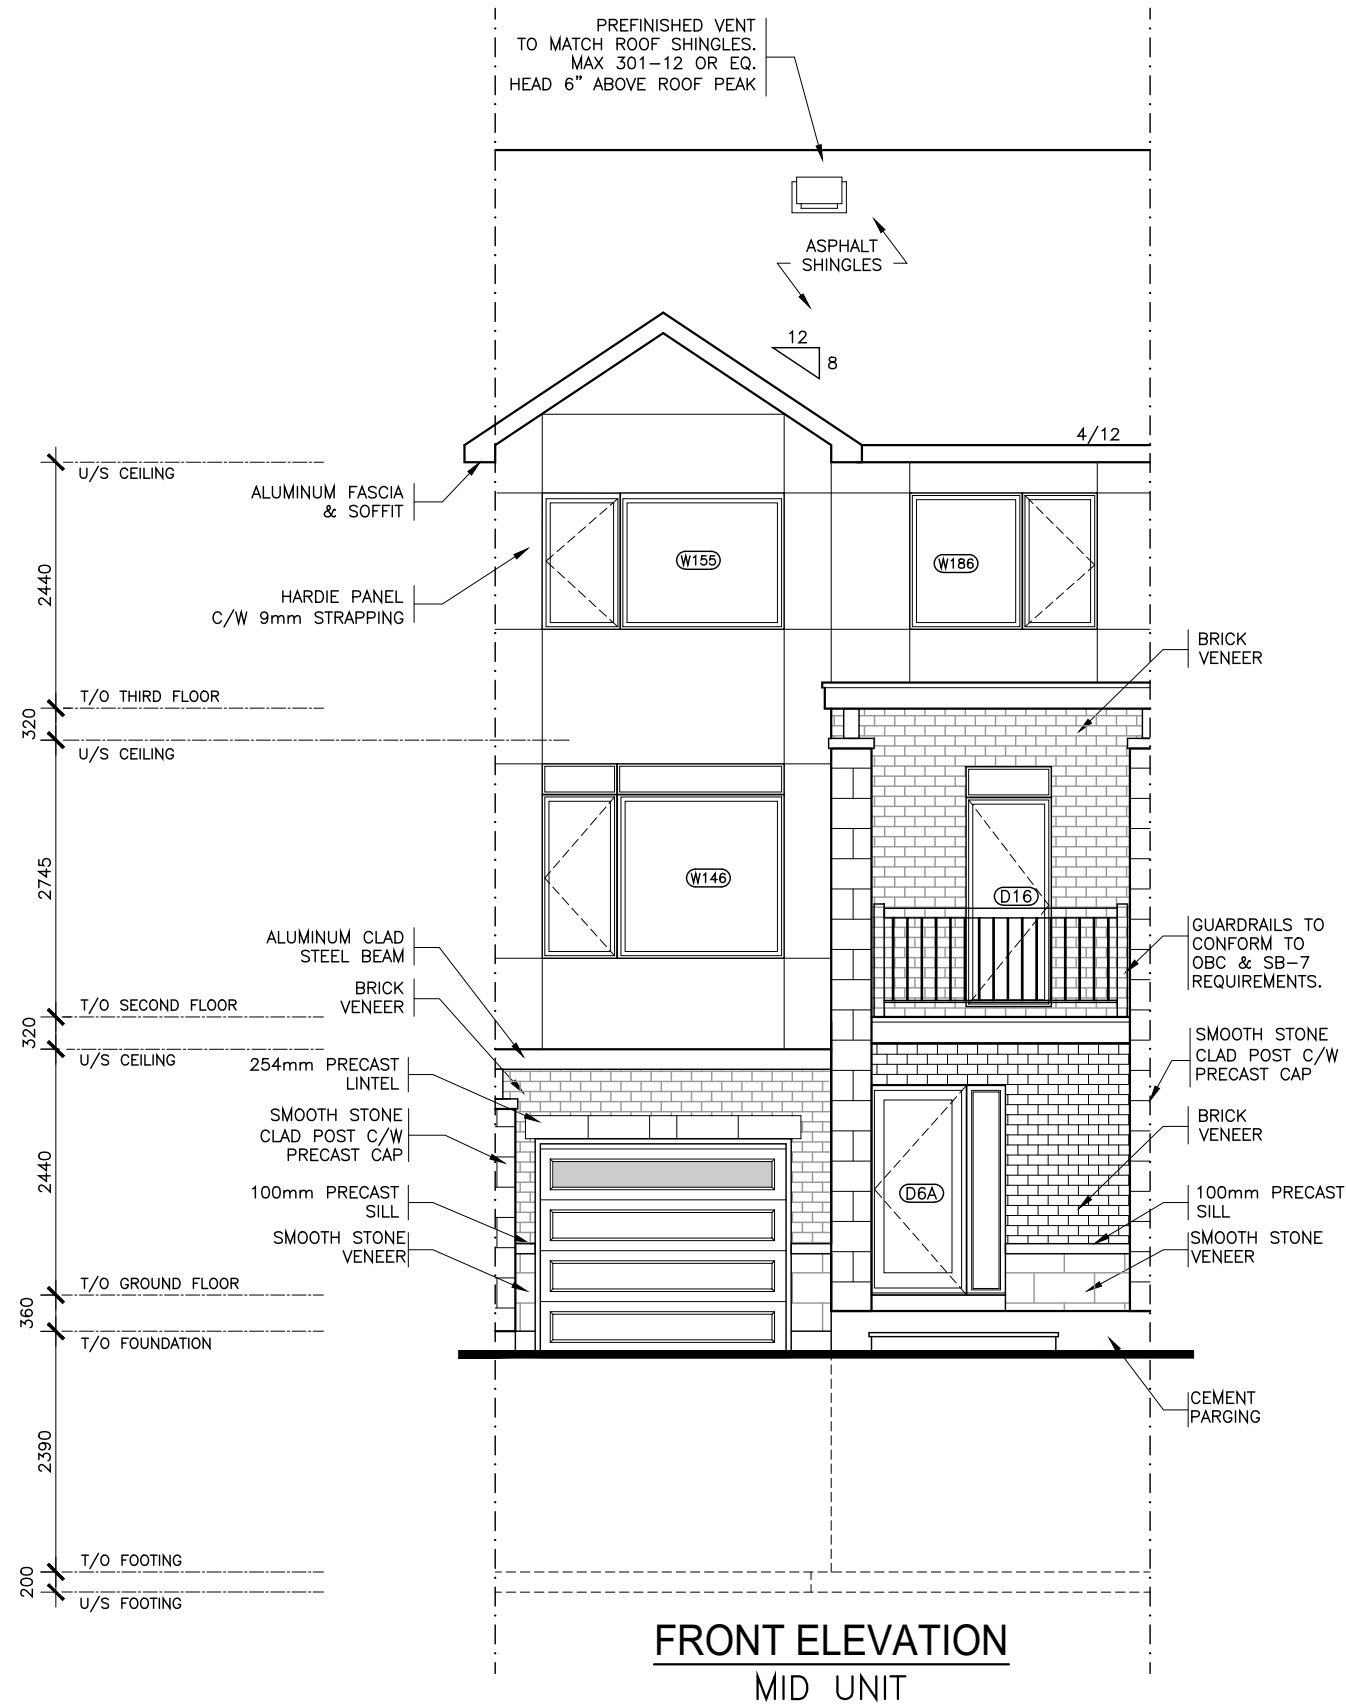 PREFINISHED VENT
TO MATCH ROOF SHINGLES.
MAX 301-12 OR EQ.
HEAD 6" ABOVE ROOF PEAK
ASPHALT
SHINGLES
12
8
4/12
U/S CEILING
ALUMINUM FASCIA
& SOFFIT
2440
W155
W186
HARDIE PANEL
C/W 9mm STRAPPING
BRICK
VENEER
T/O THIRD FLOOR
320
U/S CEILING
2745
W146
D16
ALUMINUM CLAD
STEEL BEAM
GUARDRAILS TO
CONFORM TO
OBC & SB-7
REQUIREMENTS.
BRICK
VENEER
T/O SECOND FLOOR
320
U/S CEILING
SMOOTH STONE
CLAD POST C/W
PRECAST CAP
254mm PRECAST
LINTEL
SMOOTH STONE
CLAD POST C/W
PRECAST CAP
BRICK
VENEER
2440
D6A
100mm PRECAST
SILL
100mm PRECAST
SILL
SMOOTH STONE
VENEER
SMOOTH STONE
VENEER
T/O GROUND FLOOR
360
T/O FOUNDATION
CEMENT
PARGING
2390
T/O FOOTING
200
U/S FOOTING
FRONT ELEVATION
MID UNIT